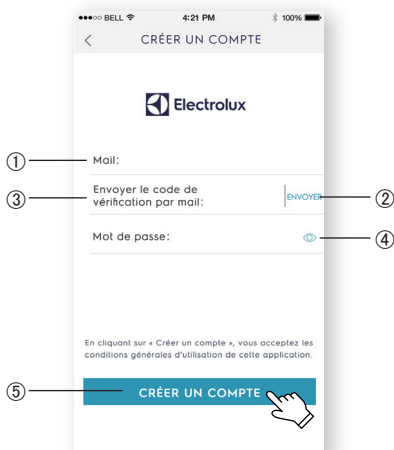 ●●●○○ BELL 4:21 PM 100%
CRÉER UN COMPTE
Electrolux
① Mail:
③ Envoyer le code de
vérification par mail:
ENVOYER ②
Mot de passe: ④
En cliquant sur « Créer un compte », vous acceptez les
conditions générales d'utilisation de cette application.
⑤ CRÉER UN COMPTE